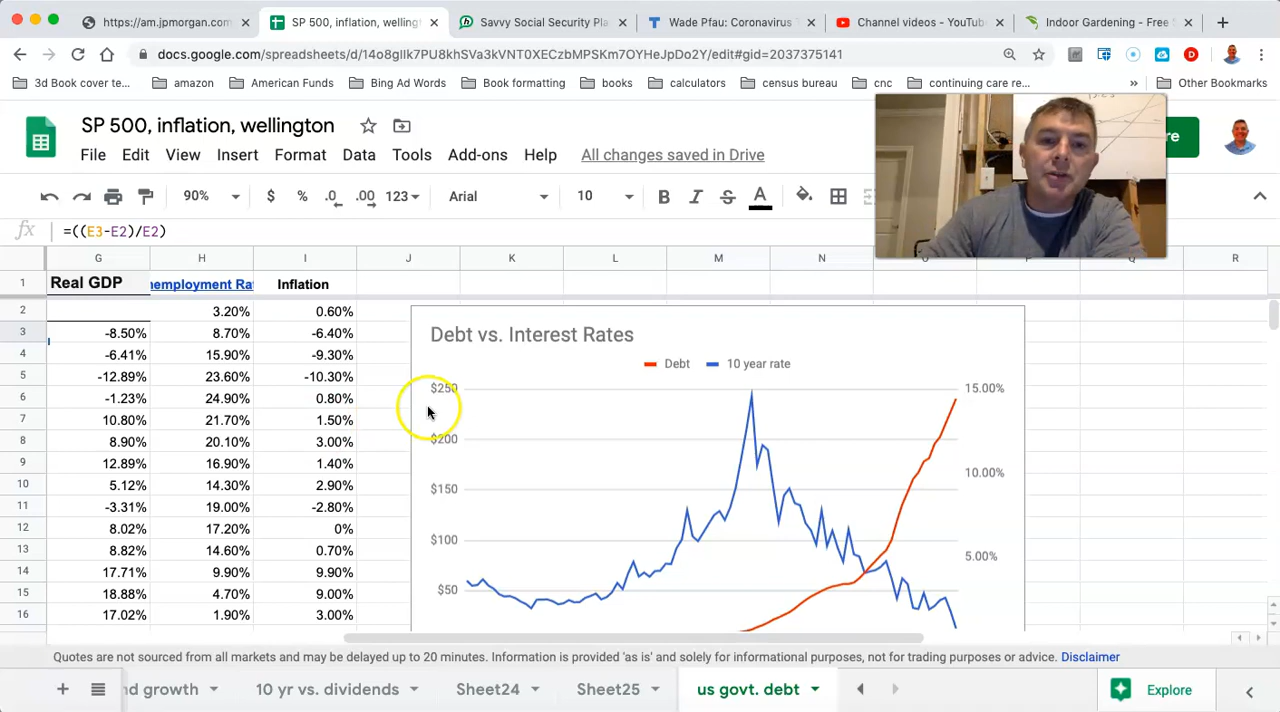 https://am.jpmorgan.com
SP 500, inflation, welling
Savvy Social Security Pla
Wade Pfau: Coronavirus
Channel videos - YouTube
Indoor Gardening - Free
docs.google.com/spreadsheets/d/14o8gIlk7PU8khSVa3kVNT0XECzbMPSKm7OYHeJpDo2Y/edit#gid=2037375141
3d Book cover te...
amazon
American Funds
Bing Ad Words
Book formatting
books
calculators
census bureau
cnc
continuing care re...
»
Other Bookmarks
SP 500, inflation, wellington
File Edit View Insert Format Data Tools Add-ons Help All changes saved in Drive
90% $ % .0 .00 123 Arial 10 B I S A
fx =((E3-E2)/E2)
G H I J K L M N R
1 Real GDP nemployment Ra Inflation
2 3.20% 0.60%
3 -8.50% 8.70% -6.40%
4 -6.41% 15.90% -9.30%
5 -12.89% 23.60% -10.30%
6 -1.23% 24.90% 0.80%
7 10.80% 21.70% 1.50%
8 8.90% 20.10% 3.00%
9 12.89% 16.90% 1.40%
10 5.12% 14.30% 2.90%
11 -3.31% 19.00% -2.80%
12 8.02% 17.20% 0%
13 8.82% 14.60% 0.70%
14 17.71% 9.90% 9.90%
15 18.88% 4.70% 9.00%
16 17.02% 1.90% 3.00%
Debt vs. Interest Rates
Debt 10 year rate
$250 15.00%
$200
10.00%
$150
$100
5.00%
$50
Quotes are not sourced from all markets and may be delayed up to 20 minutes. Information is provided 'as is' and solely for informational purposes, not for trading purposes or advice. Disclaimer
nd growth
10 yr vs. dividends
Sheet24
Sheet25
us govt. debt
Explore